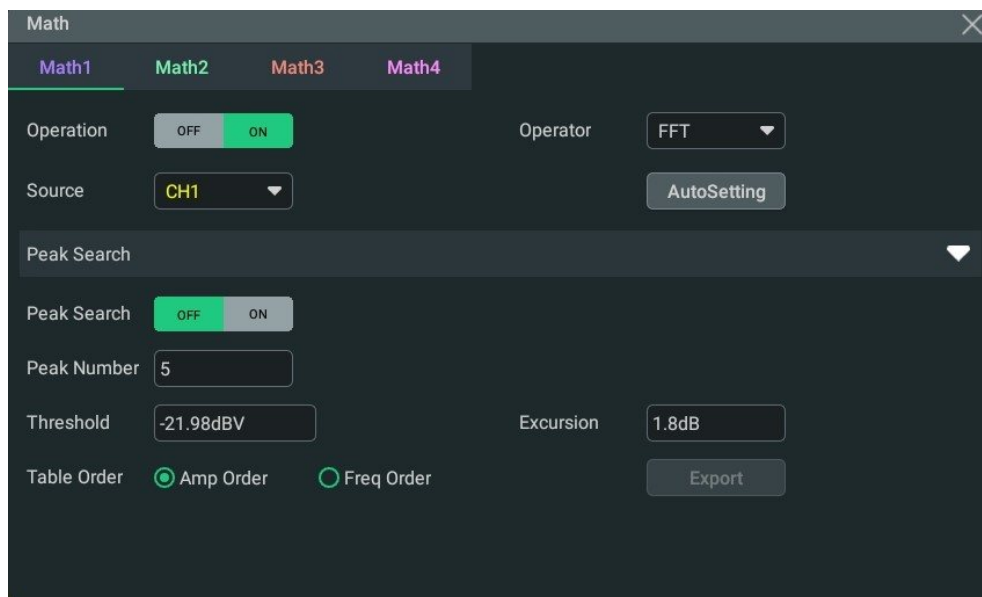 Math
Math1 Math2 Math3 Math4
Operation OFF ON Operator FFT
Source CH1 AutoSetting
Peak Search
Peak Search OFF ON
Peak Number 5
Threshold -21.98dBV Excursion 1.8dB
Table Order Amp Order Freq Order Export